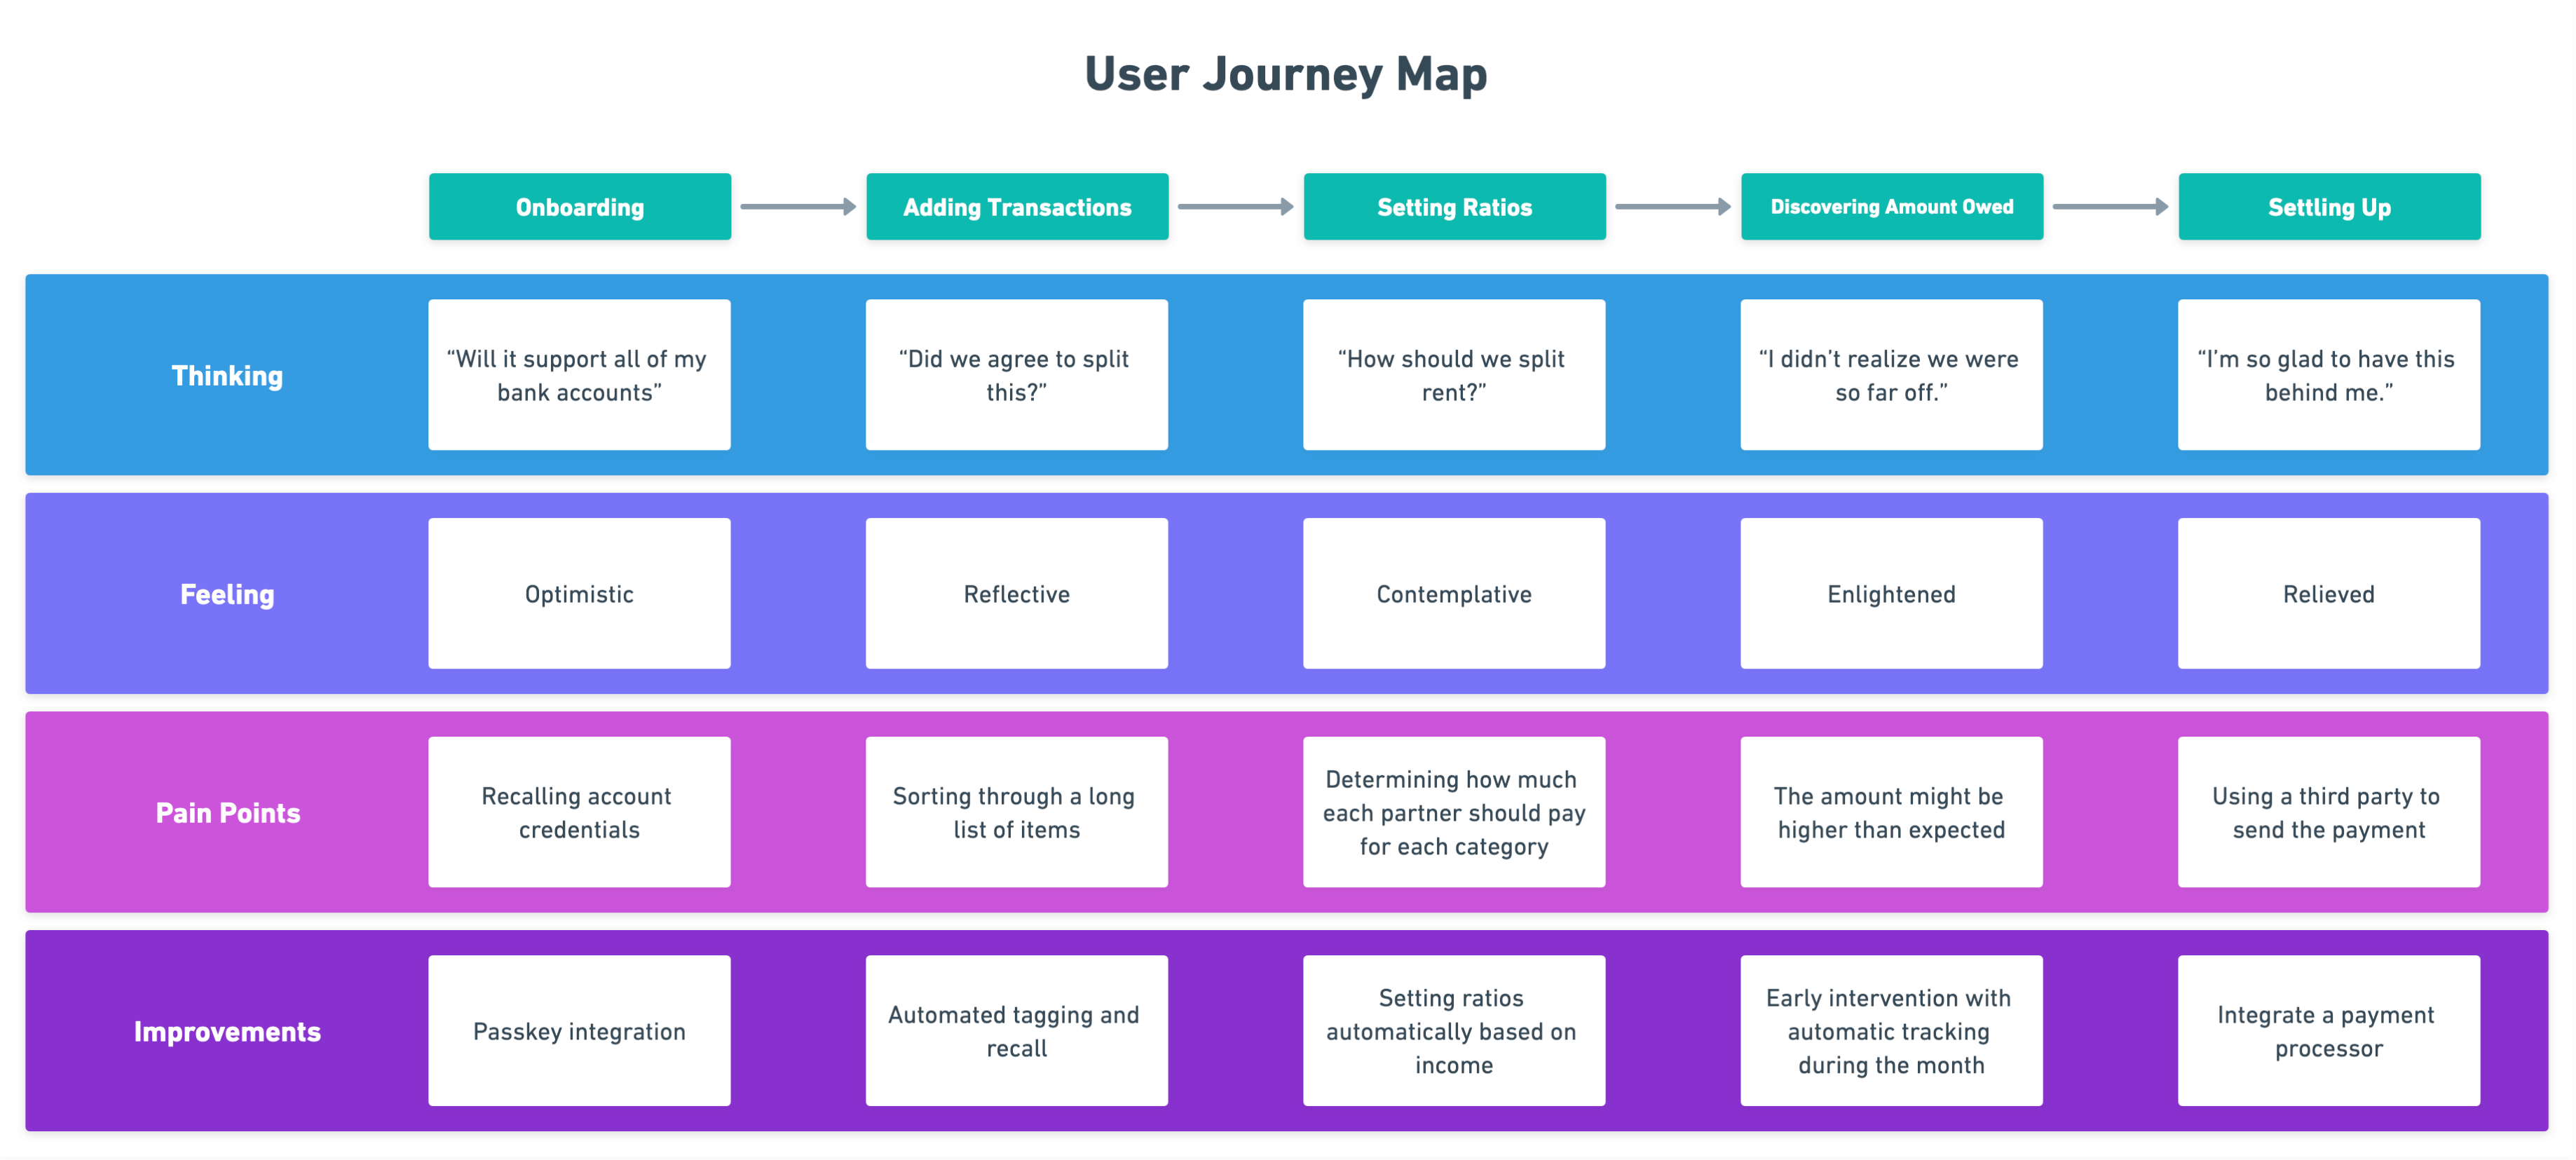 User Journey Map
Onboarding
Adding Transactions
Setting Ratios
Discovering Amount Owed
Settling Up
Thinking
“Will it support all of my
bank accounts”
“Did we agree to split
this?”
“How should we split
rent?”
“I didn’t realize we were
so far off.”
“I’m so glad to have this
behind me.”
Feeling
Optimistic
Reflective
Contemplative
Enlightened
Relieved
Pain Points
Recalling account
credentials
Sorting through a long
list of items
Determining how much
each partner should pay
for each category
The amount might be
higher than expected
Using a third party to
send the payment
Improvements
Passkey integration
Automated tagging and
recall
Setting ratios
automatically based on
income
Early intervention with
automatic tracking
during the month
Integrate a payment
processor